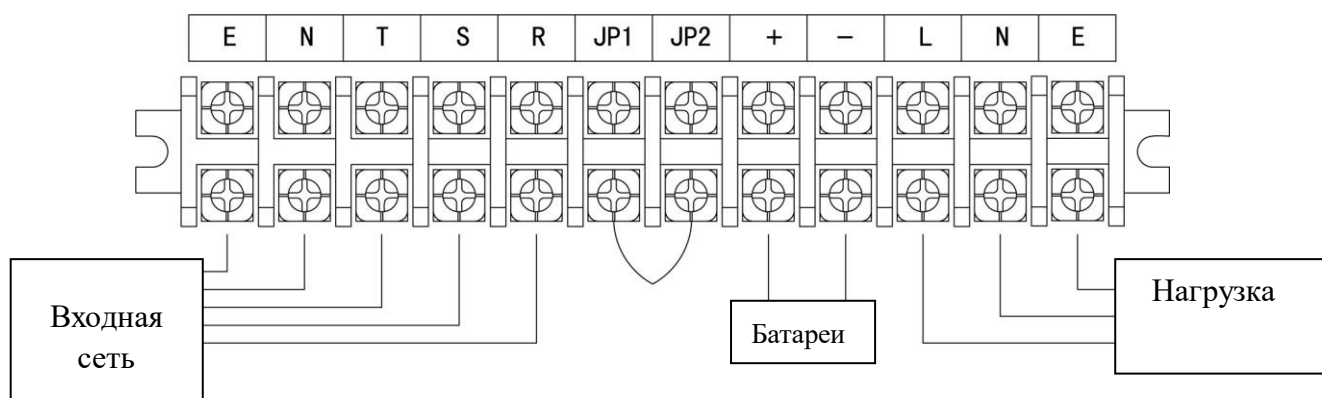 E N T S R JP1 JP2 + − L N E
Входная
сеть
Батареи
Нагрузка